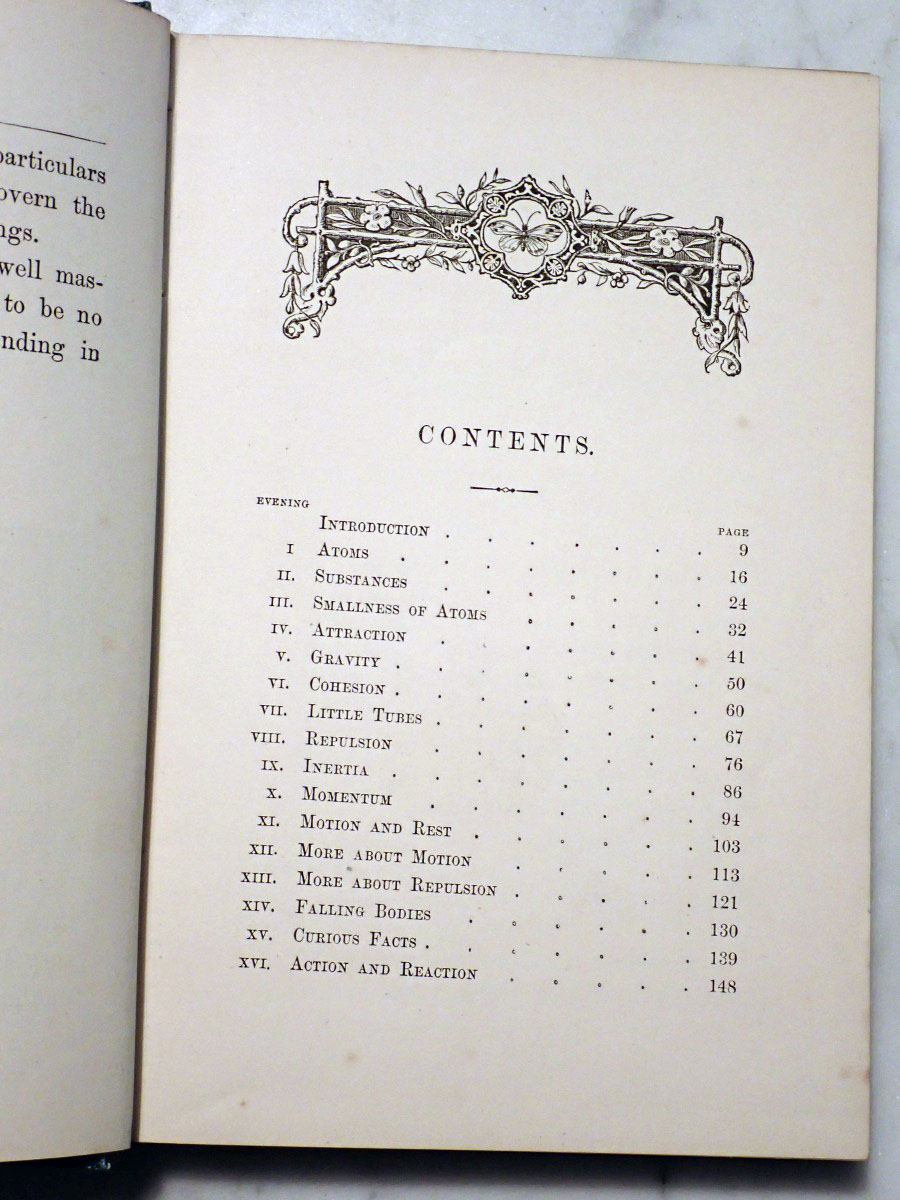 particulars
overn the
ngs.
well mas-
to be no
nding in
CONTENTS.
EVENING
PAGE
INTRODUCTION . . . . . . . 9
I ATOMS . . . . . . . . 16
II. SUBSTANCES . . . . . . . 24
III. SMALLNESS OF ATOMS . . . . . 32
IV. ATTRACTION . . . . . . . 41
V. GRAVITY . . . . . . . . 50
VI. COHESION . . . . . . . . 60
VII. LITTLE TUBES . . . . . . . 67
VIII. REPULSION . . . . . . . 76
IX. INERTIA . . . . . . . . 86
X. MOMENTUM . . . . . . . 94
XI. MOTION AND REST . . . . . . 103
XII. MORE ABOUT MOTION . . . . . 113
XIII. MORE ABOUT REPULSION . . . . . 121
XIV. FALLING BODIES . . . . . . 130
XV. CURIOUS FACTS . . . . . . . 139
XVI. ACTION AND REACTION . . . . . 148